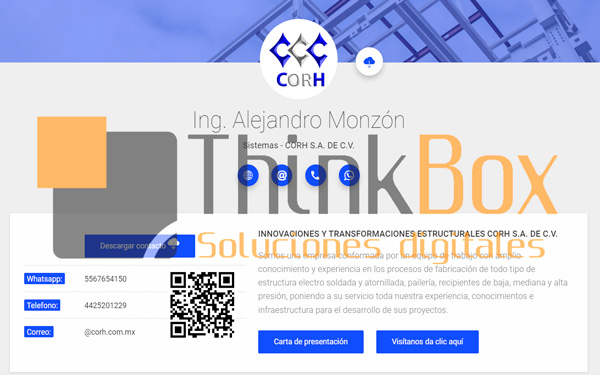 CORH
Ing. Alejandro Monzón
Sistemas - CORH S.A. DE C.V.
ThinkBox
Soluciones digitales
Descargar contacto
Whatsapp: 5567654150
Telefono: 4425201229
Correo: @corh.com.mx
INNOVACIONES Y TRANSFORMACIONES ESTRUCTURALES CORH S.A. DE C.V.
Somos una empresa conformada por un equipo de trabajo con amplio
conocimiento y experiencia en los procesos de fabricación de todo tipo de
estructura electro soldada y atornillada, pailería, recipientes de baja, mediana y alta
presión, poniendo a su servicio toda nuestra experiencia, conocimientos e
infraestructura para el desarrollo de sus proyectos.
Carta de presentación
Visítanos da clic aquí